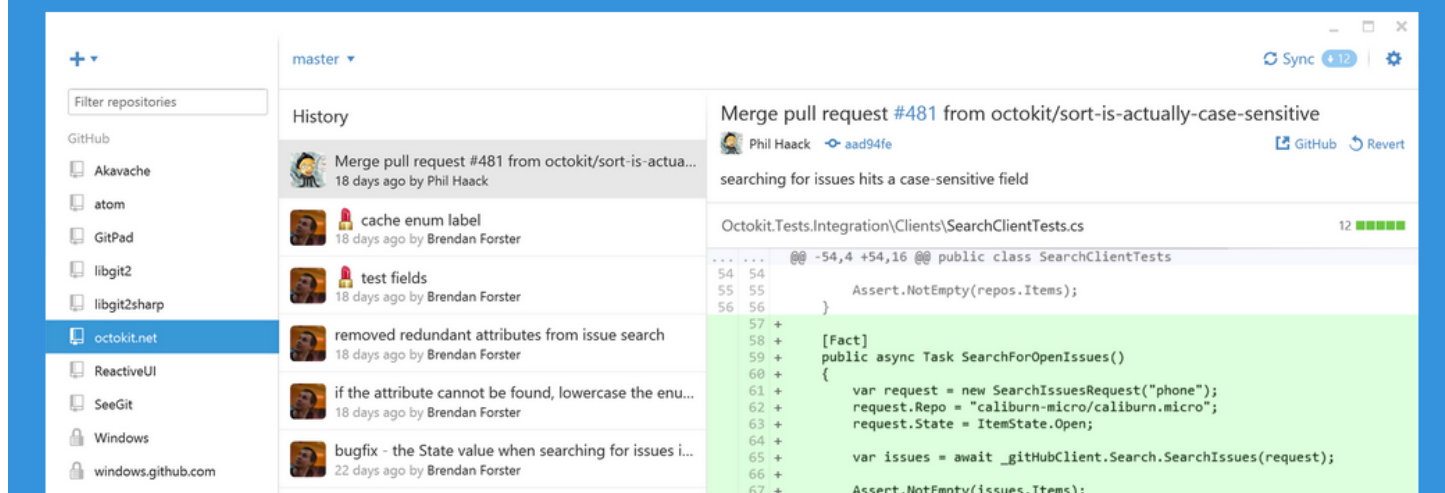 master
Sync 12
Filter repositories
GitHub
Akavache
atom
GitPad
libgit2
libgit2sharp
octokit.net
ReactiveUI
SeeGit
Windows
windows.github.com
History
Merge pull request #481 from octokit/sort-is-actua...
18 days ago by Phil Haack
cache enum label
18 days ago by Brendan Forster
test fields
18 days ago by Brendan Forster
removed redundant attributes from issue search
18 days ago by Brendan Forster
if the attribute cannot be found, lowercase the enu...
18 days ago by Brendan Forster
bugfix - the State value when searching for issues i...
22 days ago by Brendan Forster
Merge pull request #481 from octokit/sort-is-actually-case-sensitive
Phil Haack aad94fe GitHub Revert
searching for issues hits a case-sensitive field
Octokit.Tests.Integration\Clients\SearchClientTests.cs 12
... ... @@ -54,4 +54,16 @@ public class SearchClientTests
54 54
55 55 Assert.NotEmpty(repos.Items);
56 56 }
57 +
58 + [Fact]
59 + public async Task SearchForOpenIssues()
60 + {
61 + var request = new SearchIssuesRequest("phone");
62 + request.Repo = "caliburn-micro/caliburn.micro";
63 + request.State = ItemState.Open;
64 +
65 + var issues = await _gitHubClient.Search.SearchIssues(request);
66 +
67 + Assert.NotEmpty(issues.Items);